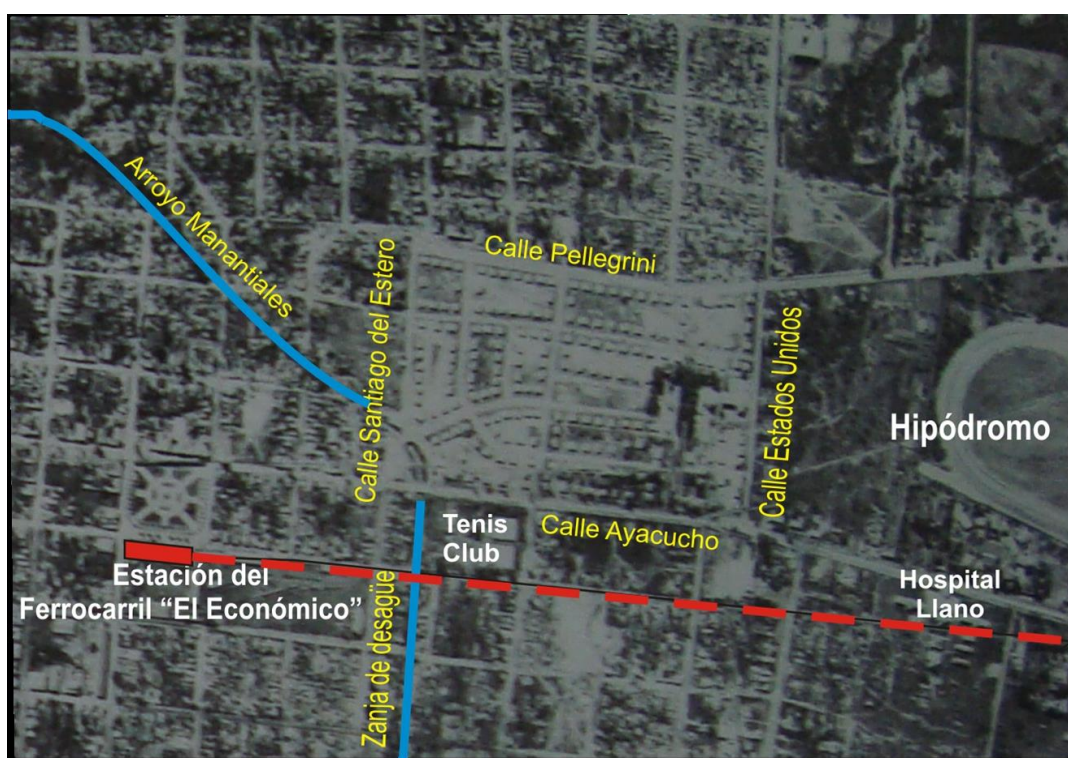 Arroyo Manantiales
Calle Pellegrini
Calle Santiago del Estero
Calle Estados Unidos
Hipódromo
Tenis
Club
Calle Ayacucho
Estación del
Ferrocarril “El Económico”
Zanja de desagüe
Hospital
Llano